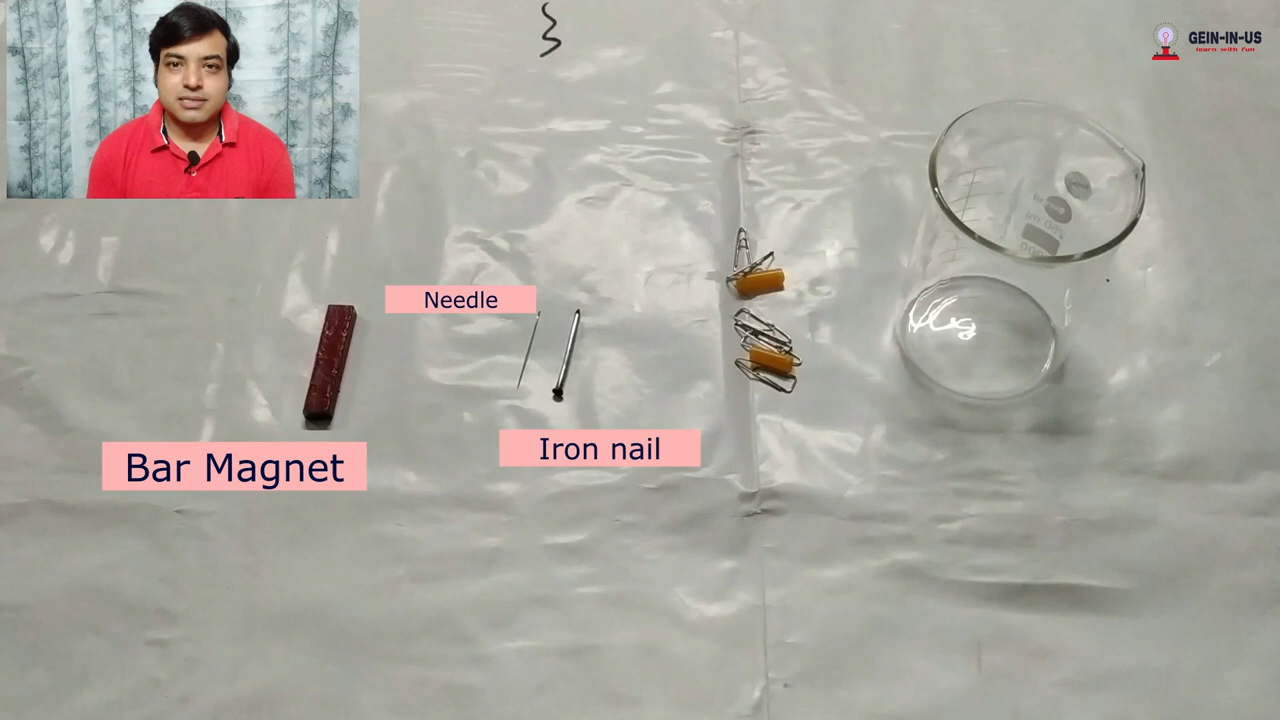 GEIN-IN-US
learn with fun
Needle
Iron nail
Bar Magnet